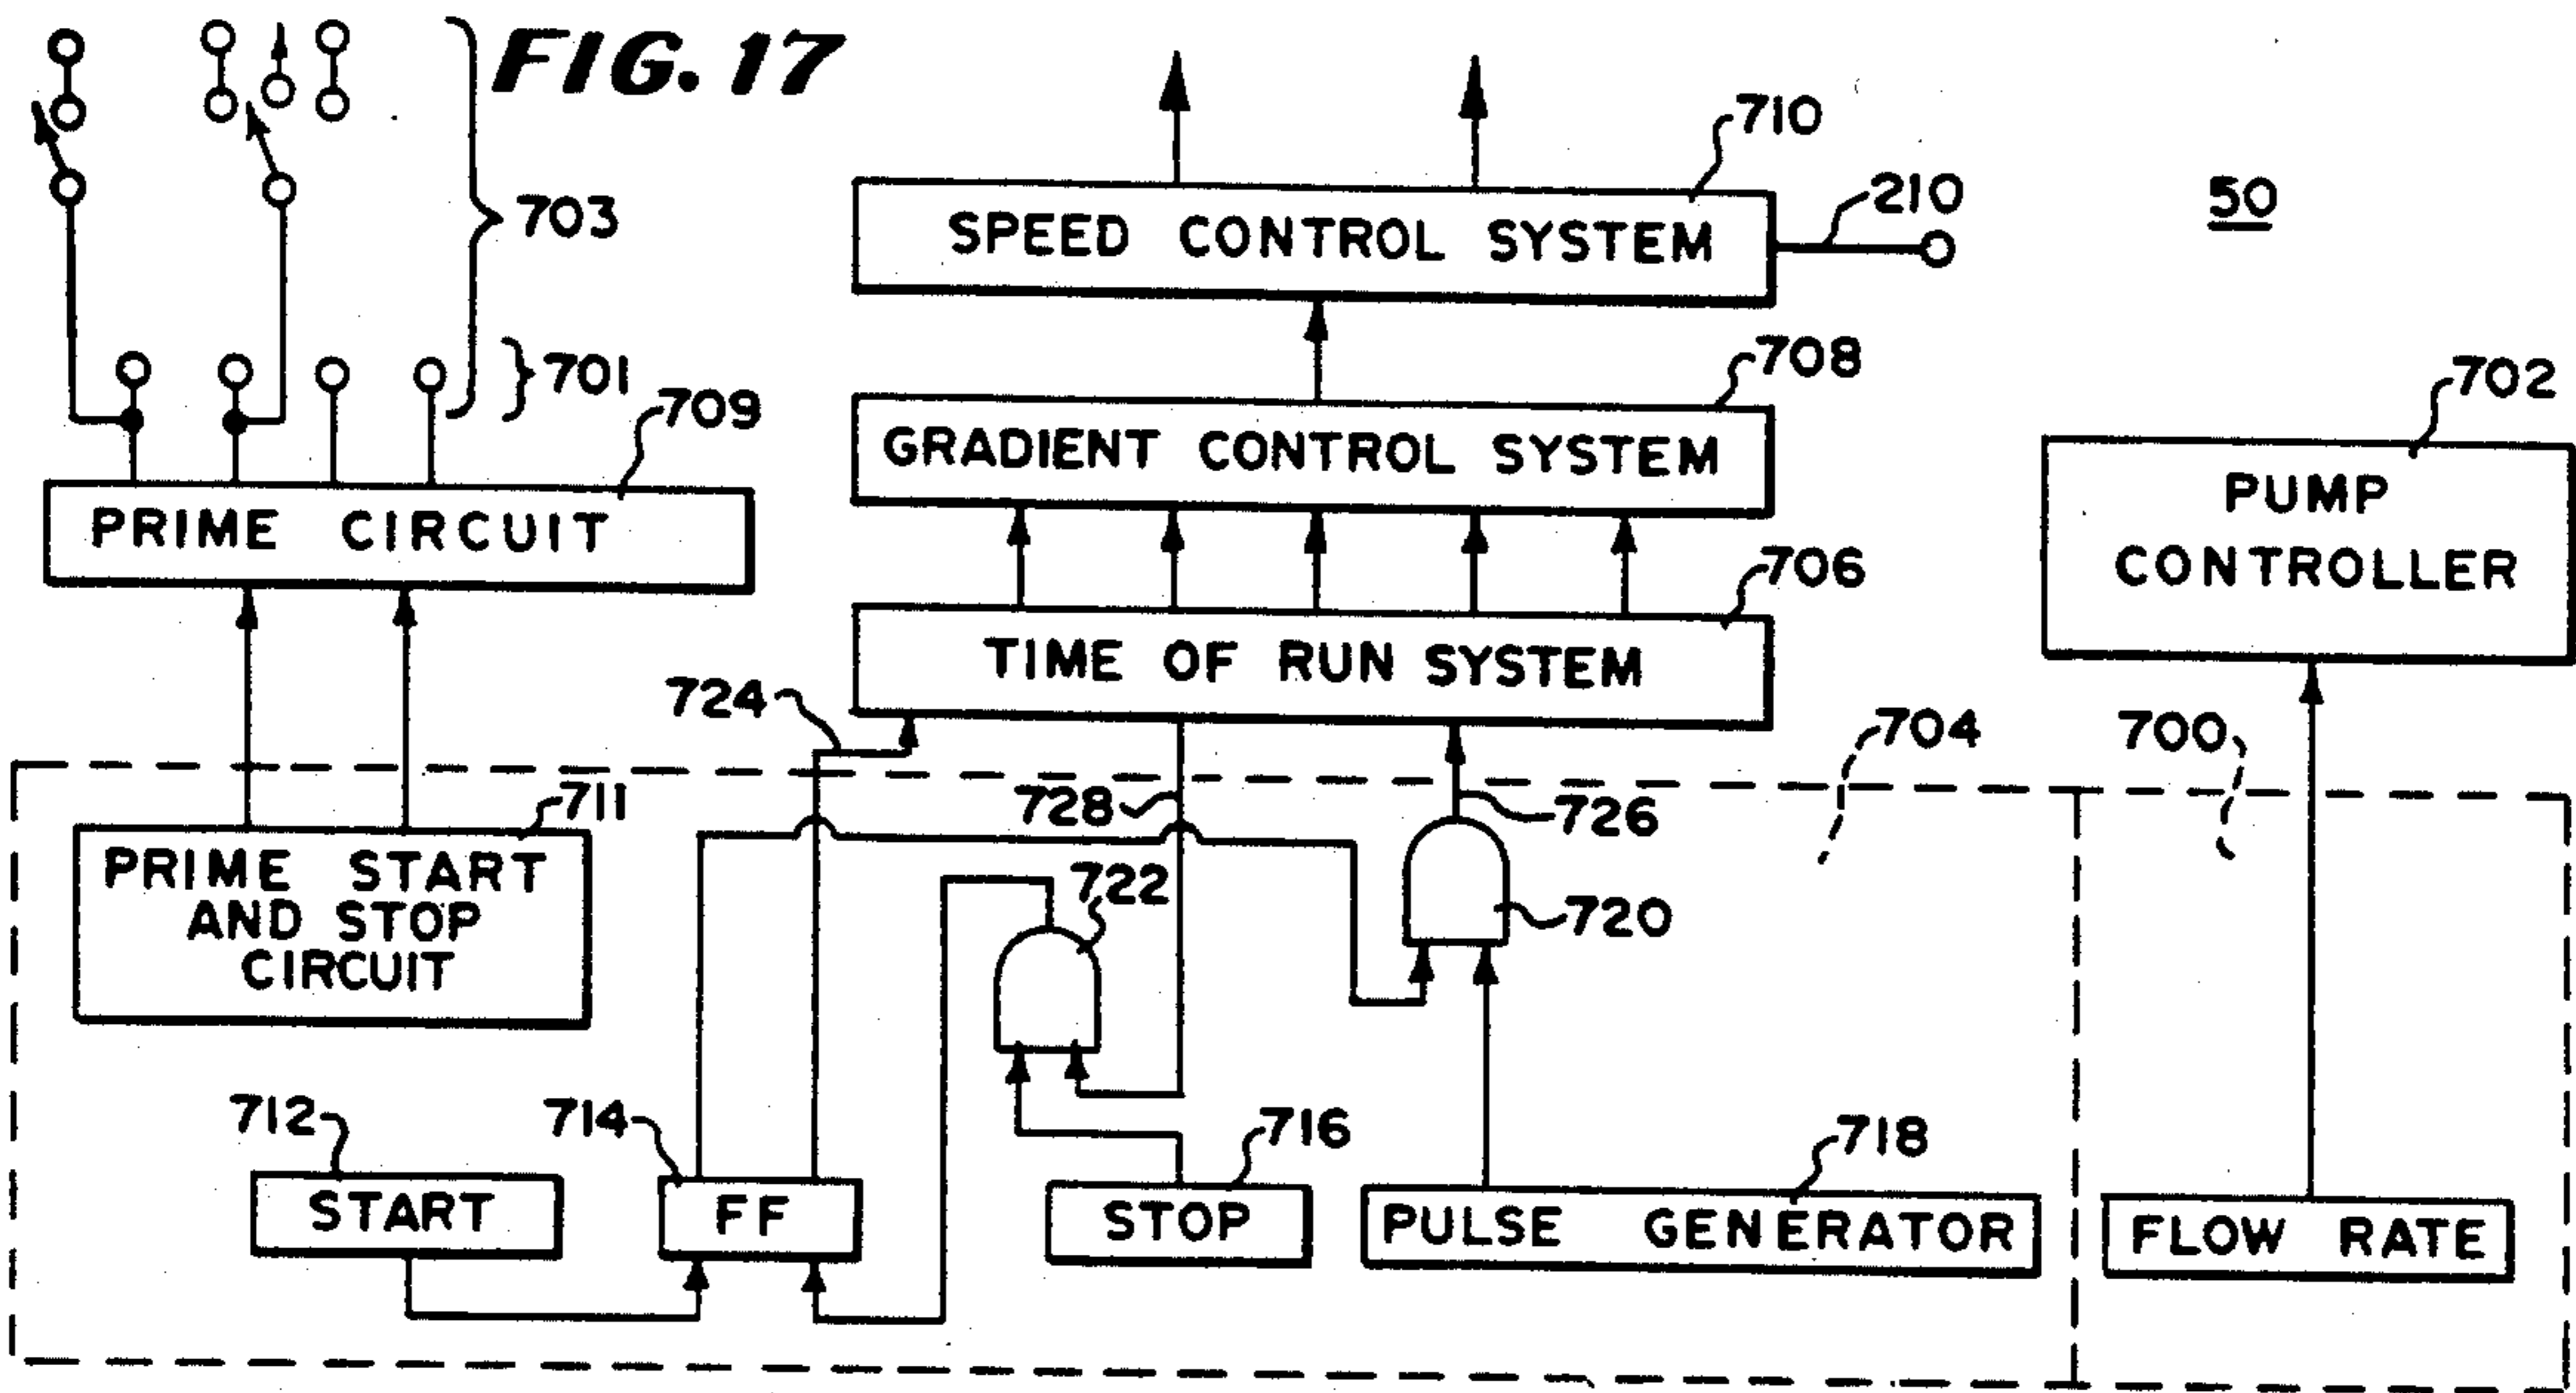 FIG. 17
703
701
710
210
50
SPEED CONTROL SYSTEM
708
709
702
GRADIENT CONTROL SYSTEM
PUMP
CONTROLLER
PRIME CIRCUIT
706
TIME OF RUN SYSTEM
724
704
700
711
728
726
PRIME START
AND STOP
CIRCUIT
722
720
712
714
716
718
START
FF
STOP
PULSE GENERATOR
FLOW RATE